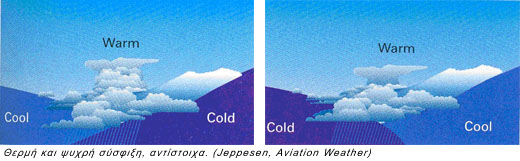 Warm
Cool
Cold
Warm
Cold
Cool
Θερμή και ψυχρή σύσφιξη, αντίστοιχα. (Jeppesen, Aviation Weather)